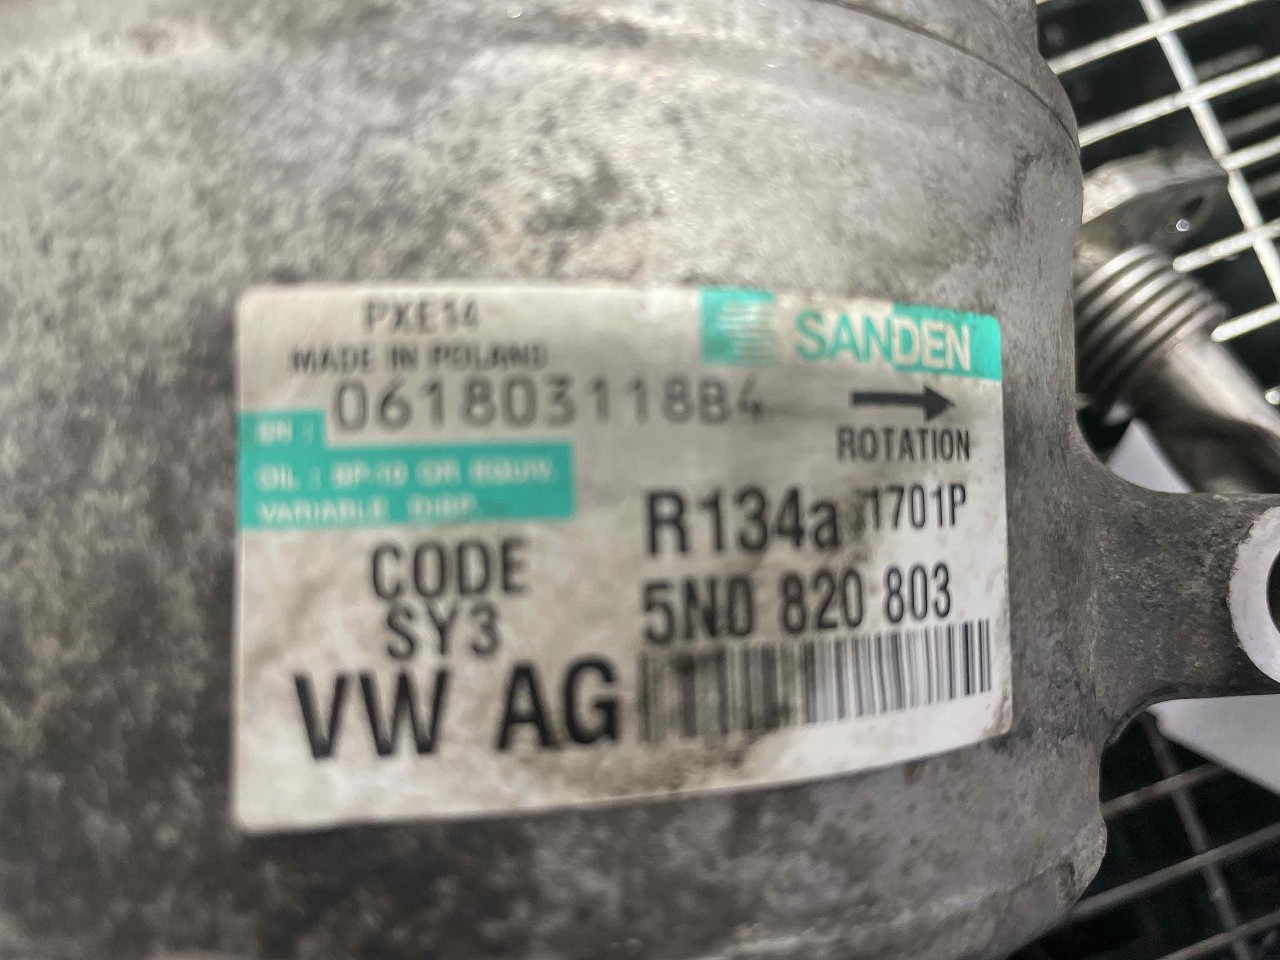 PXE14
SANDEN
MADE IN POLAND
SN : 061803118B4
ROTATION
OIL : SP-10 OR EQUIV.
VARIABLE DISP.
R134a 1701P
CODE
SY3
5N0 820 803
VW AG